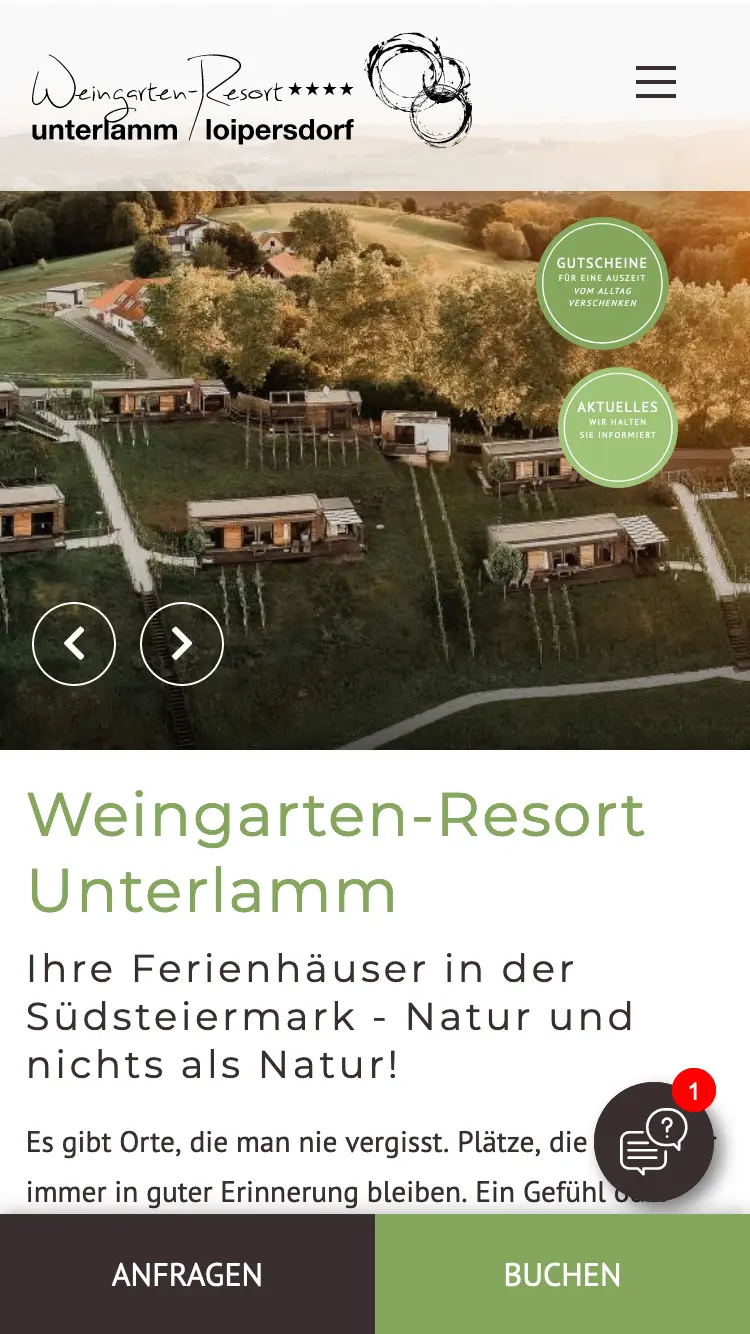 Weingarten-Resort ★★★★
unterlamm / loipersdorf
GUTSCHEINE
FÜR EINE AUSZEIT
VOM ALLTAG
VERSCHENKEN
AKTUELLES
WIR HALTEN
SIE INFORMIERT
Weingarten-Resort
Unterlamm
Ihre Ferienhäuser in der
Südsteiermark - Natur und
nichts als Natur!
Es gibt Orte, die man nie vergisst. Plätze, die
immer in guter Erinnerung bleiben. Ein Gefühl
1
?
ANFRAGEN
BUCHEN